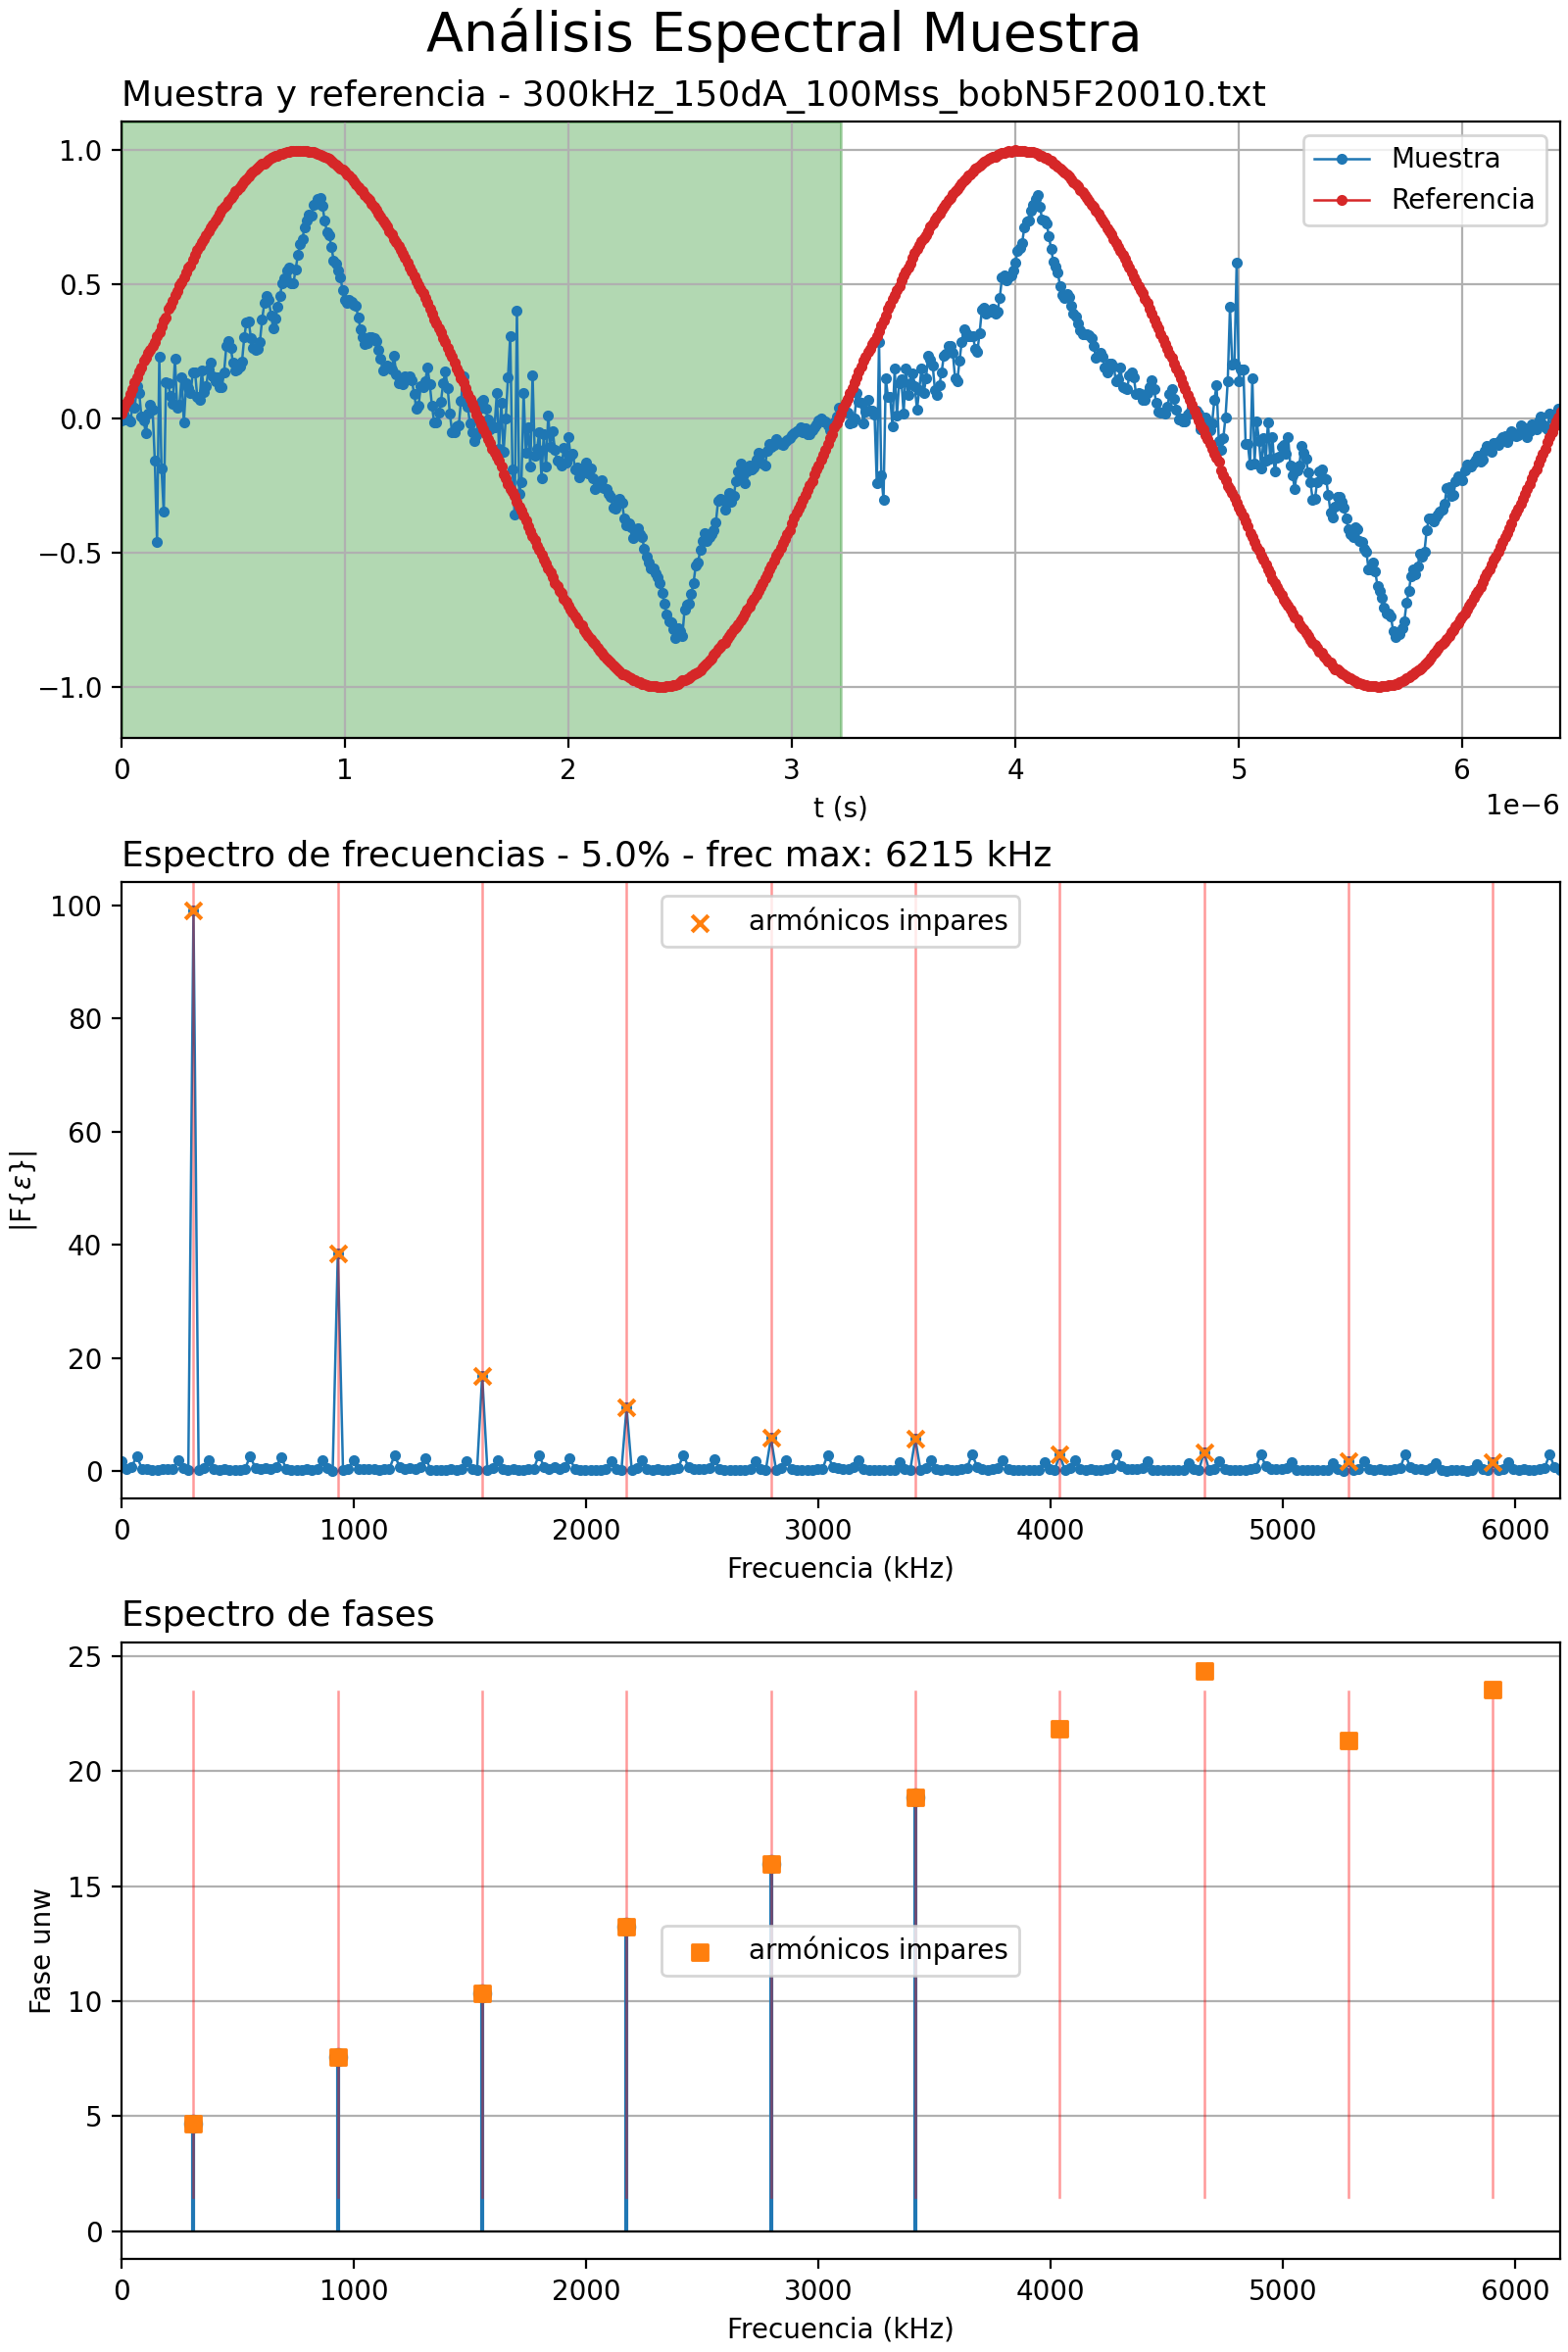 Análisis Espectral Muestra
Muestra y referencia - 300kHz_150dA_100Mss_bobN5F20010.txt
1.0
0.5
0.0
−0.5
−1.0
Muestra
Referencia
0 1 2 3 4 5 6
t (s)
1e−6
Espectro de frecuencias - 5.0% - frec max: 6215 kHz
|F{ε}|
100
80
60
40
20
0
armónicos impares
0 1000 2000 3000 4000 5000 6000
Frecuencia (kHz)
Espectro de fases
Fase unw
25
20
15
10
5
0
armónicos impares
0 1000 2000 3000 4000 5000 6000
Frecuencia (kHz)